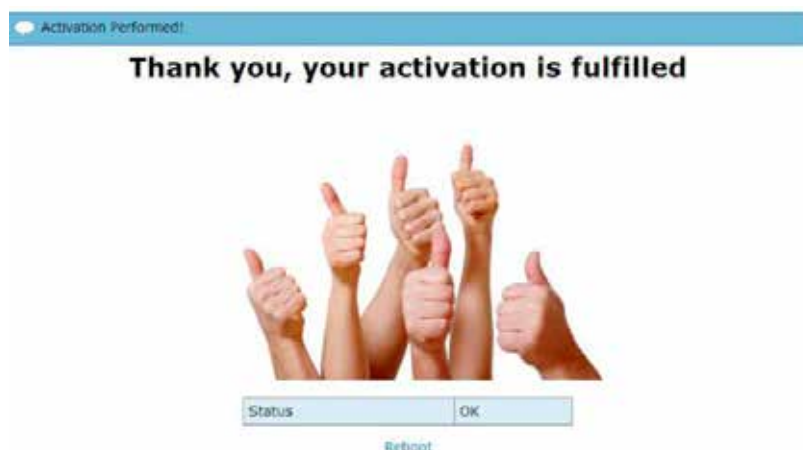 Activation Performed!
Thank you, your activation is fulfilled
Status OK
Reboot